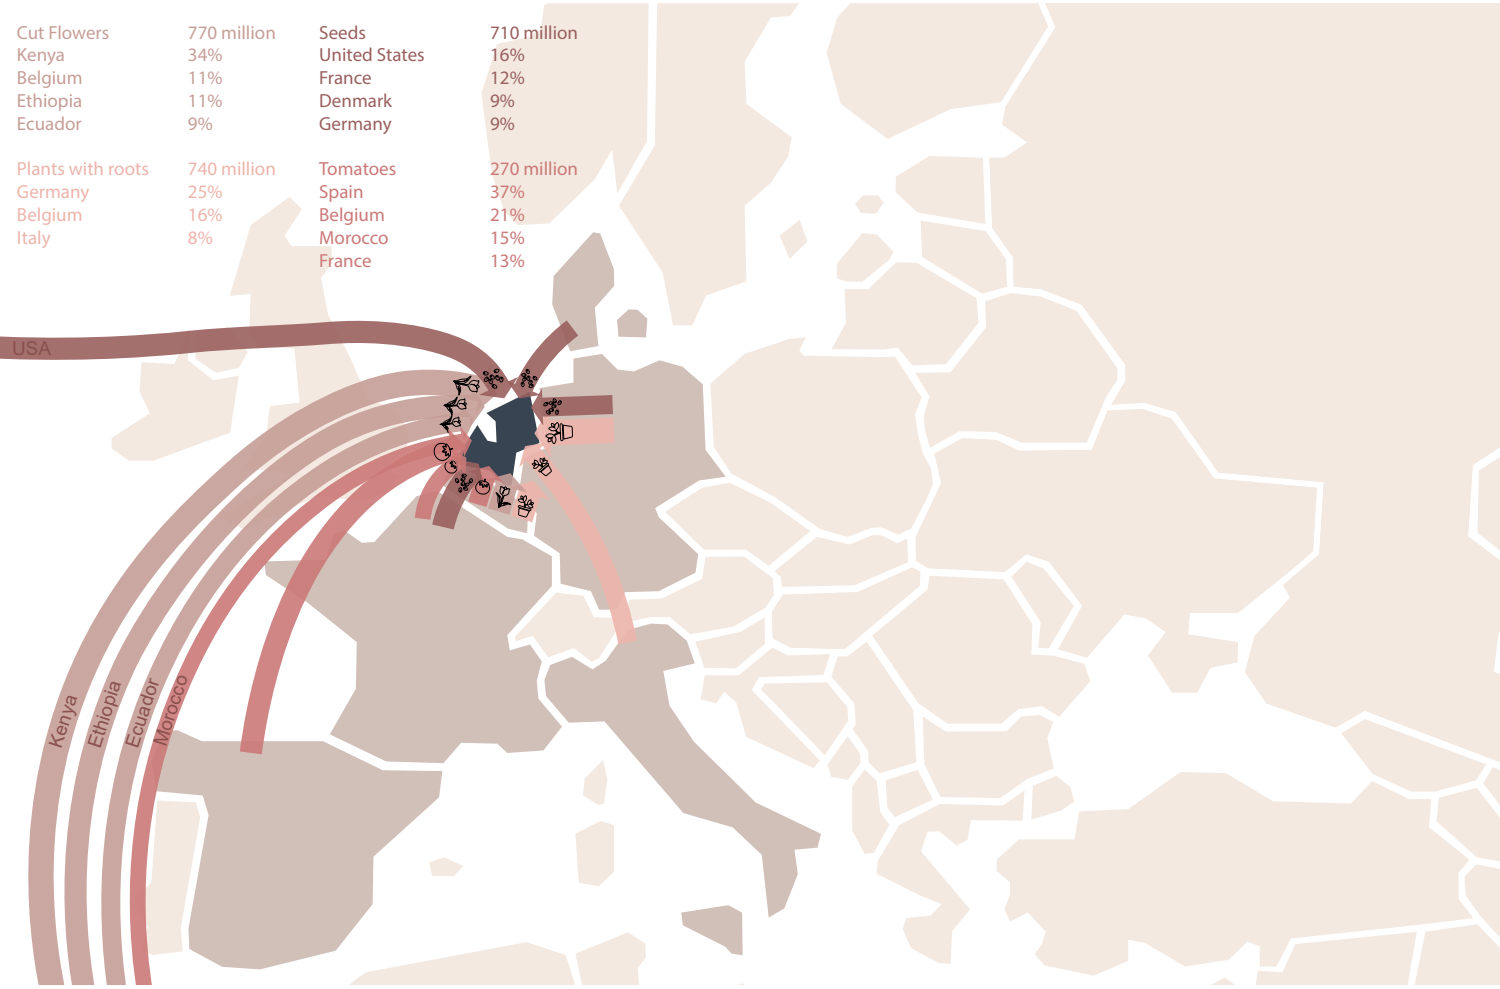 Cut Flowers 770 million
Kenya 34%
Belgium 11%
Ethiopia 11%
Ecuador 9%
Seeds 710 million
United States 16%
France 12%
Denmark 9%
Germany 9%
Plants with roots 740 million
Germany 25%
Belgium 16%
Italy 8%
Tomatoes 270 million
Spain 37%
Belgium 21%
Morocco 15%
France 13%
USA
Kenya
Ethiopia
Ecuador
Morocco